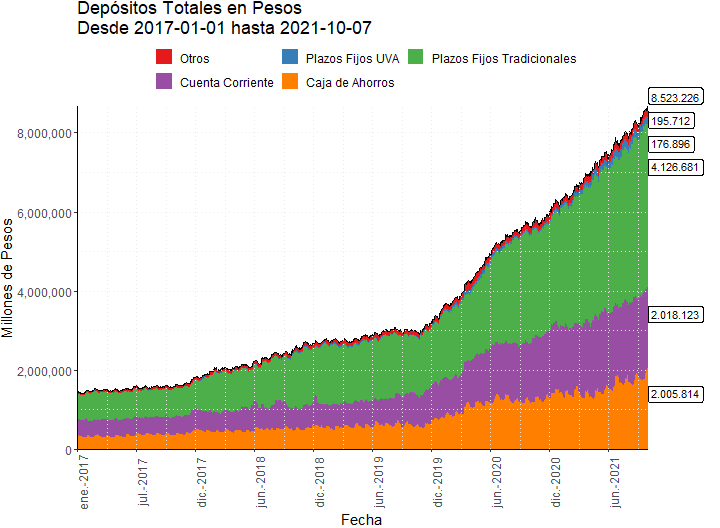 Depósitos Totales en Pesos
Desde 2017-01-01 hasta 2021-10-07
Otros
Plazos Fijos UVA
Plazos Fijos Tradicionales
Cuenta Corriente
Caja de Ahorros
8.523.226
195.712
176.896
4.126.681
2.018.123
2.005.814
8,000,000
6,000,000
4,000,000
2,000,000
0
Millones de Pesos
ene.-2017
jul.-2017
dic.-2017
jun.-2018
dic.-2018
jun.-2019
dic.-2019
jun.-2020
dic.-2020
jun.-2021
Fecha